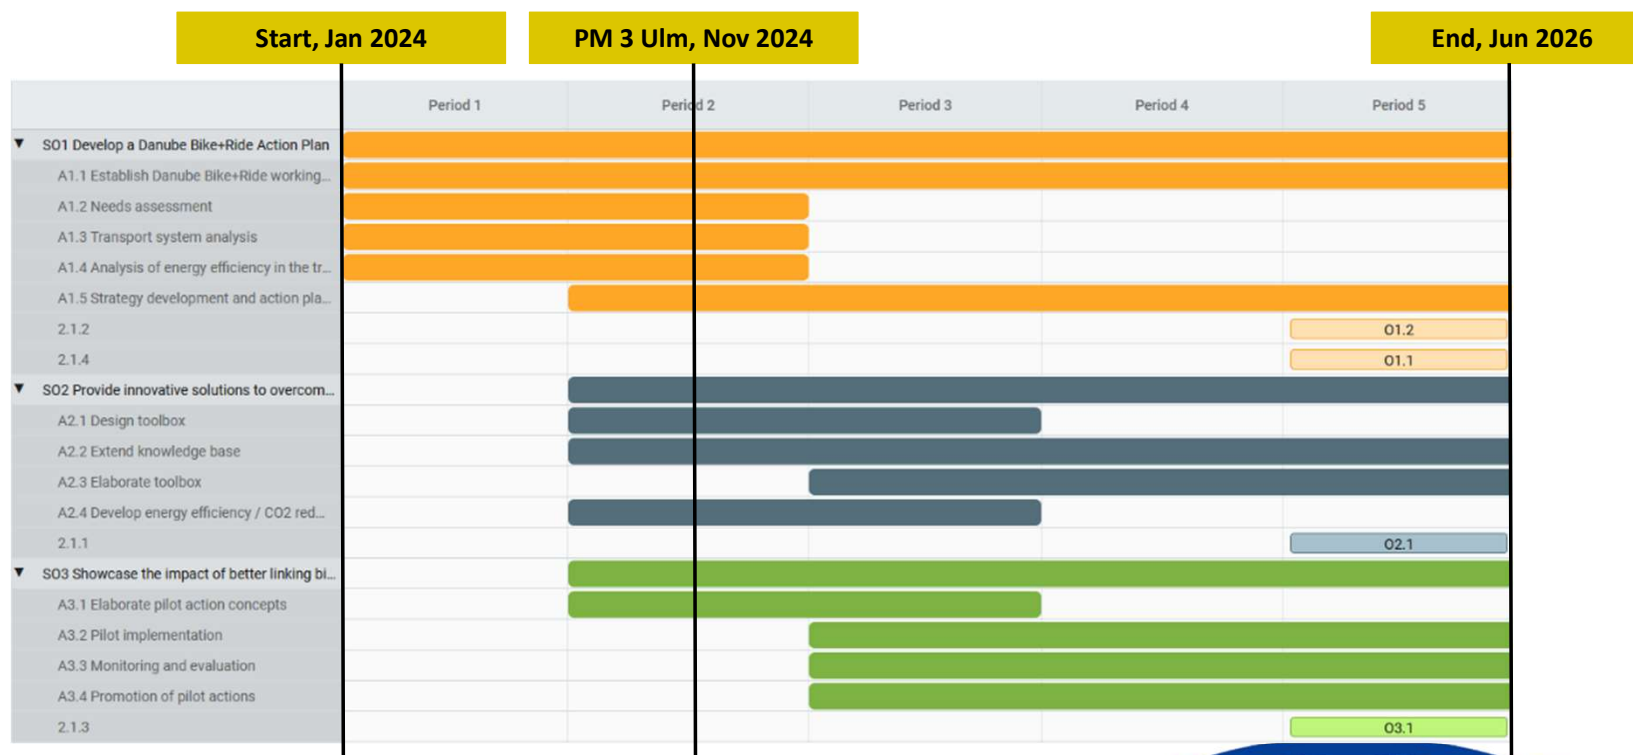 Start, Jan 2024
PM 3 Ulm, Nov 2024
End, Jun 2026
Period 1
Period 2
Period 3
Period 4
Period 5
SO1 Develop a Danube Bike+Ride Action Plan
A1.1 Establish Danube Bike+Ride working...
A1.2 Needs assessment
A1.3 Transport system analysis
A1.4 Analysis of energy efficiency in the tr...
A1.5 Strategy development and action pla...
2.1.2
O1.2
2.1.4
O1.1
SO2 Provide innovative solutions to overcom...
A2.1 Design toolbox
A2.2 Extend knowledge base
A2.3 Elaborate toolbox
A2.4 Develop energy efficiency / CO2 red...
2.1.1
O2.1
SO3 Showcase the impact of better linking bi...
A3.1 Elaborate pilot action concepts
A3.2 Pilot implementation
A3.3 Monitoring and evaluation
A3.4 Promotion of pilot actions
2.1.3
O3.1